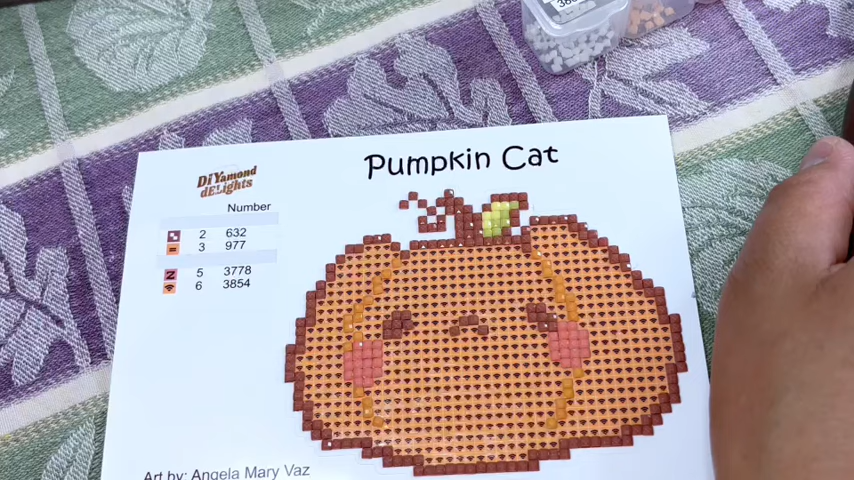 Pumpkin Cat
DiYamond
dELights
Number
2 632
3 977
5 3778
6 3854
Art by: Angela Mary Vaz